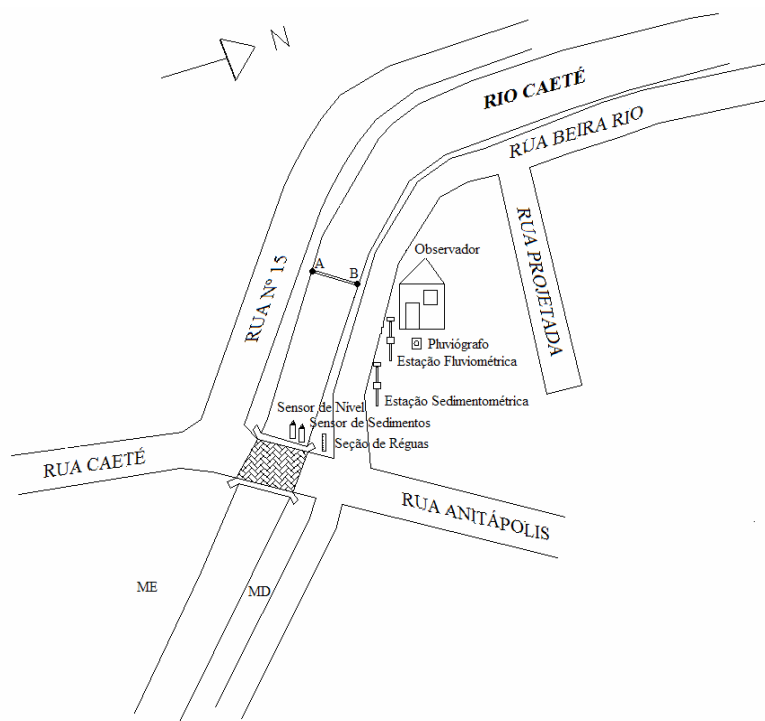 N
RIO CAETÉ
RUA BEIRA RIO
RUA PROJETADA
RUA Nº 15
A
B
Observador
Pluviógrafo
Estação Fluviométrica
Estação Sedimentométrica
Sensor de Nivel
Sensor de Sedimentos
Seção de Réguas
RUA CAETÉ
RUA ANITÁPOLIS
ME
MD